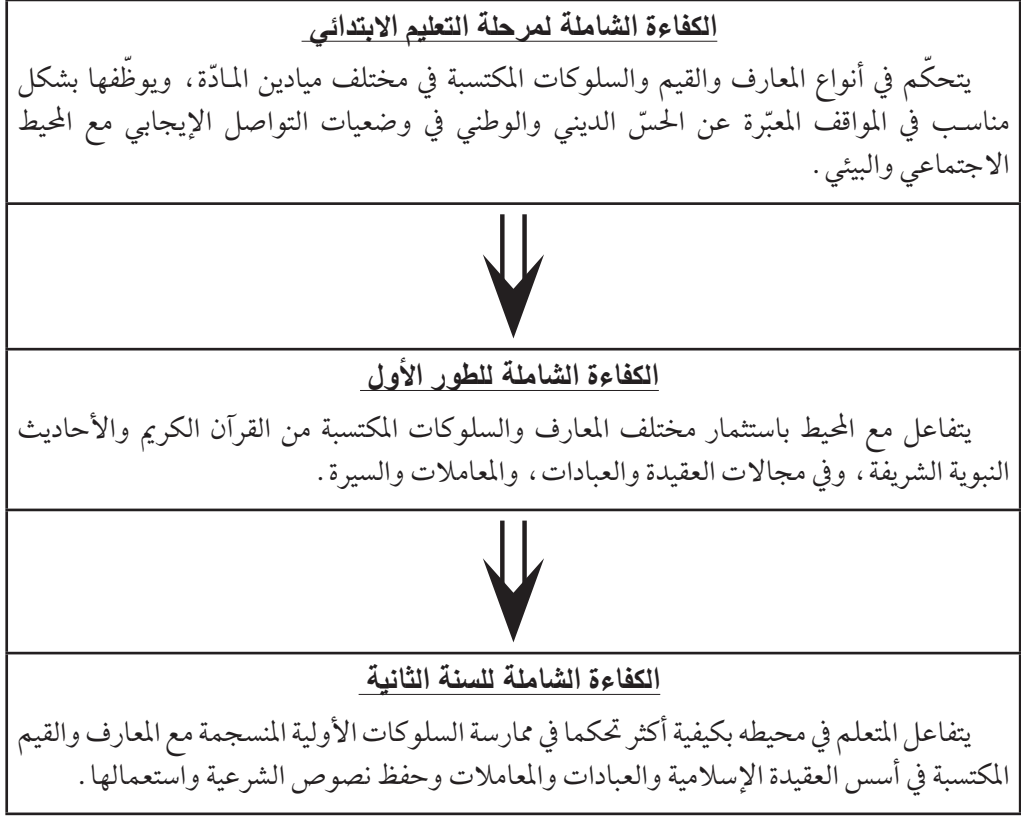 الكفاءة الشاملة لمرحلة التعليم الابتدائي
يتحكّم في أنواع المعارف والقيم والسلوكات المكتسبة في مختلف ميادين المادّة، ويوظّفها بشكل
مناسب في المواقف المعبّرة عن الحسّ الديني والوطني في وضعيات التواصل الإيجابي مع المحيط
الاجتماعي والبيئي.
الكفاءة الشاملة للطور الأول
يتفاعل مع المحيط باستثمار مختلف المعارف والسلوكات المكتسبة من القرآن الكريم والأحاديث
النبوية الشريفة، وفي مجالات العقيدة والعبادات، والمعاملات والسيرة.
الكفاءة الشاملة للسنة الثانية
يتفاعل المتعلم في محيطه بكيفية أكثر تحكما في ممارسة السلوكات الأولية المنسجمة مع المعارف والقيم
المكتسبة في أسس العقيدة الإسلامية والعبادات والمعاملات وحفظ نصوص الشرعية واستعمالها.